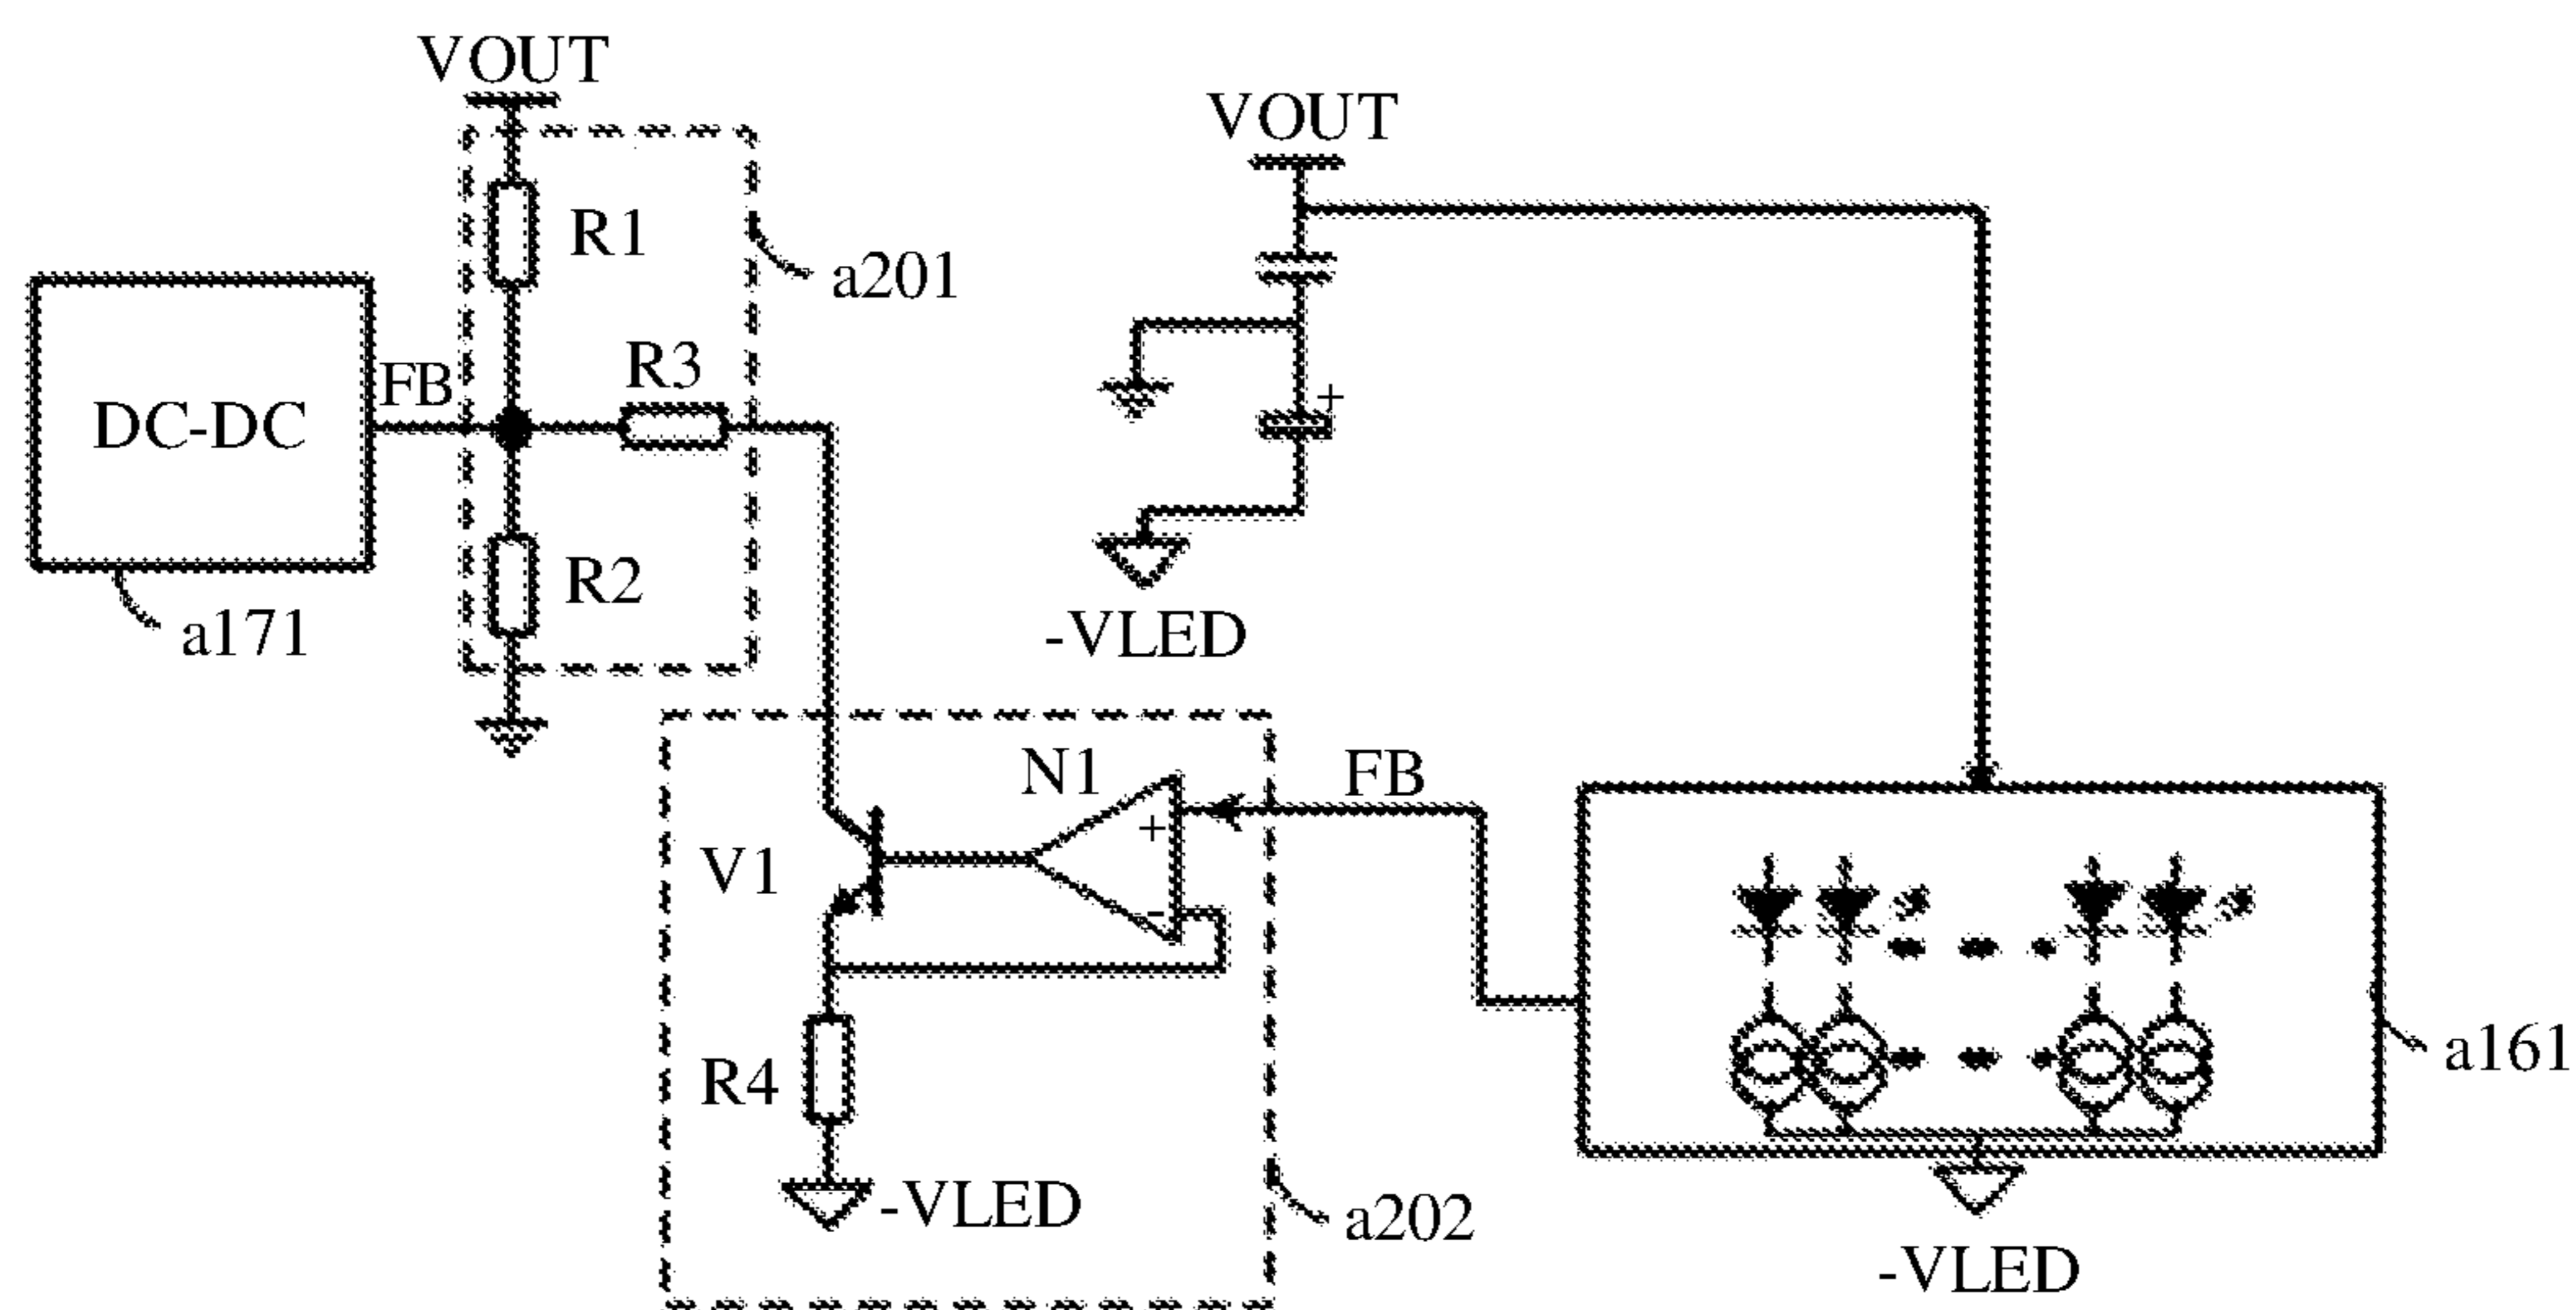 VOUT
VOUT
R1
a201
R3
FB
DC-DC
+
R2
a171
-VLED
N1
FB
+
V1
-
R4
a161
-VLED
a202
-VLED